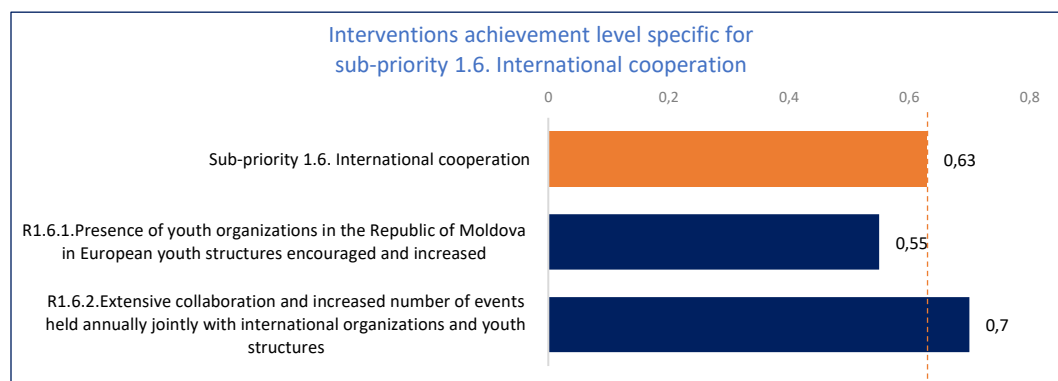 Interventions achievement level specific for
sub-priority 1.6. International cooperation
0
0,2
0,4
0,6
0,8
Sub-priority 1.6. International cooperation
0,63
R1.6.1.Presence of youth organizations in the Republic of Moldova
in European youth structures encouraged and increased
0,55
R1.6.2.Extensive collaboration and increased number of events
held annually jointly with international organizations and youth
structures
0,7